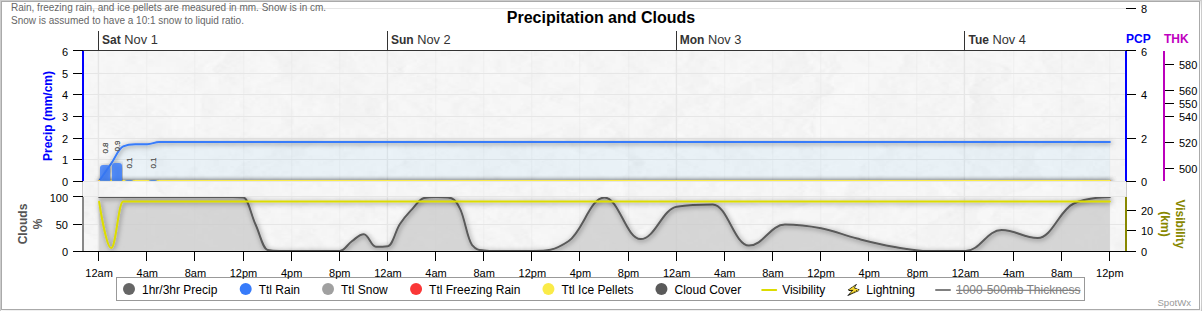 Rain, freezing rain, and ice pellets are measured in mm. Snow is in cm.
Snow is assumed to have a 10:1 snow to liquid ratio.
Precipitation and Clouds
8
Sat Nov 1
Sun Nov 2
Mon Nov 3
Tue Nov 4
PCP THK
Precip (mm/cm)
6
5
4
3
2
1
0
0.8
0.9
0.1
0.1
6
4
2
0
580
560
550
540
520
500
Clouds
%
100
50
0
20
10
0
Visibility
(km)
12am 4am 8am 12pm 4am 8pm 12am 4am 8am 12pm 4pm 8pm 12am 4am 8am 12pm 4pm 8pm 12am 4am 8am 12pm
1hr/3hr Precip Ttl Rain Ttl Snow Ttl Freezing Rain Ttl Ice Pellets Cloud Cover Visibility Lightning 1000-500mb Thickness
SpotWx